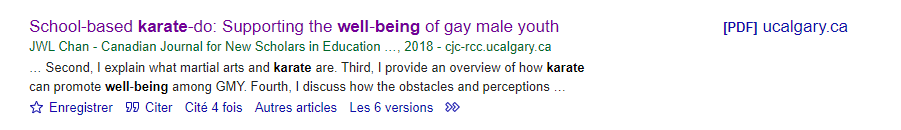 School-based karate-do: Supporting the well-being of gay male youth [PDF] ucalgary.ca
JWL Chan - Canadian Journal for New Scholars in Education …, 2018 - cjc-rcc.ucalgary.ca
… Second, I explain what martial arts and karate are. Third, I provide an overview of how karate
can promote well-being among GMY. Fourth, I discuss how the obstacles and perceptions …
Enregistrer Citer Cité 4 fois Autres articles Les 6 versions